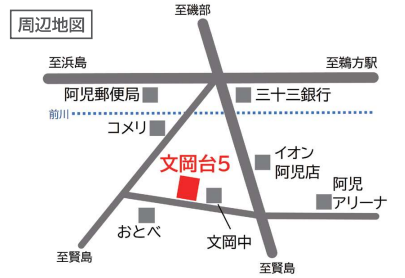 周辺地図
至磯部
至浜島
至鵜方駅
阿児郵便局
三十三銀行
前川
コメリ
文岡台5
イオン
阿児店
阿児
アリーナ
おとべ
文岡中
至賢島
至賢島